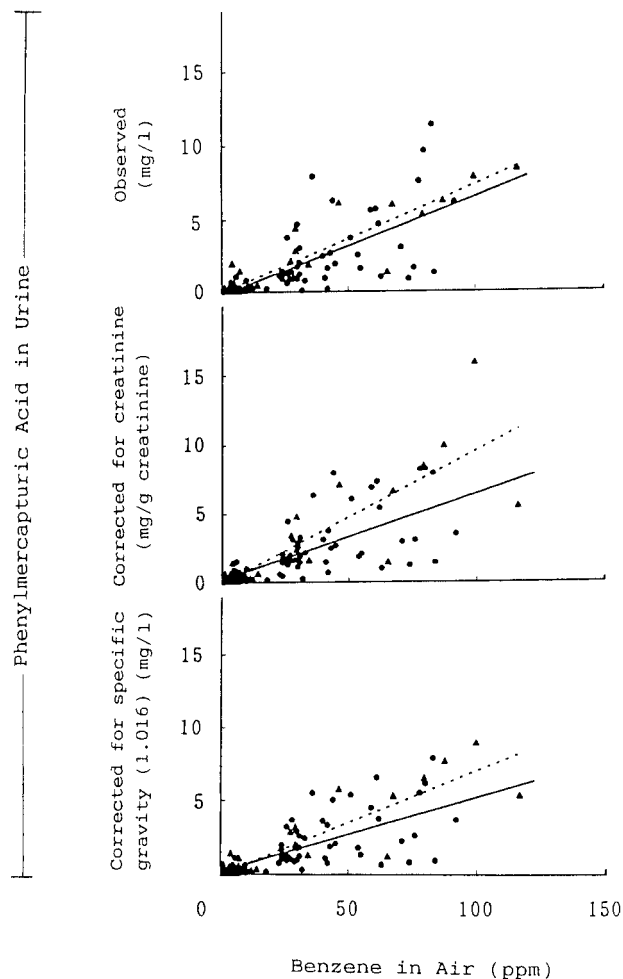 Phenylmercapturic Acid in Urine
Observed
(mg/l)
15
10
5
0
Corrected for creatinine
(mg/g creatinine)
15
10
5
0
Corrected for specific
gravity (1.016) (mg/l)
15
10
5
0
50
100
150
Benzene in Air (ppm)